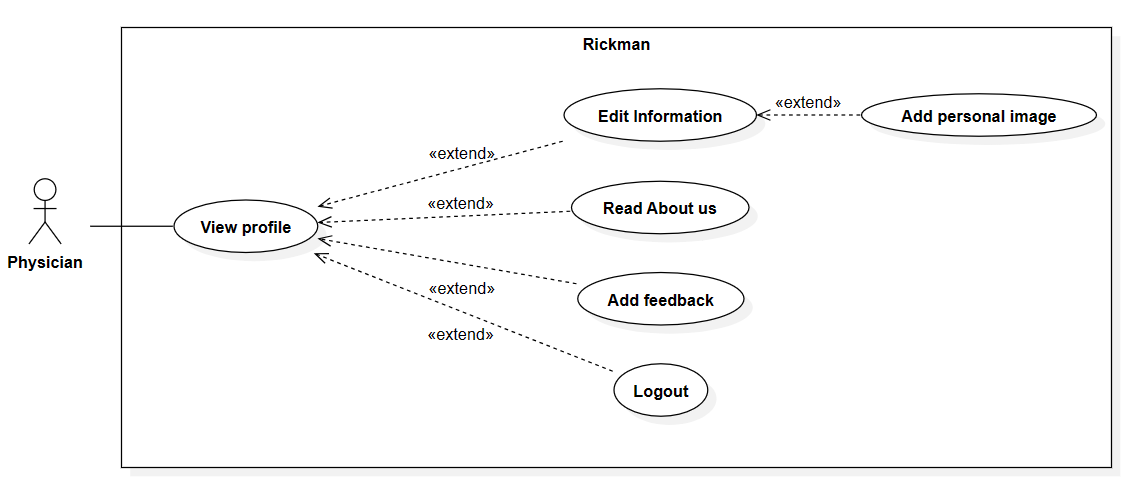 Rickman
«extend»
Edit Information
Add personal image
«extend»
«extend»
Read About us
View profile
Physician
«extend»
Add feedback
«extend»
Logout